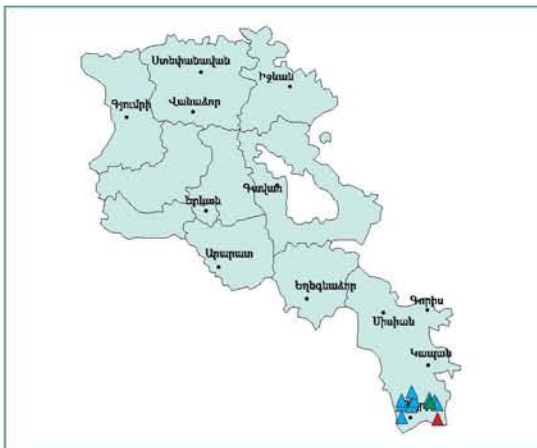 Ստեփանավան
Իջևան
Գյումրի
Վանաձոր
Գավառ
Երևան
Արարատ
Եղեգնաձոր
Գորիս
Սիսիան
Կապան